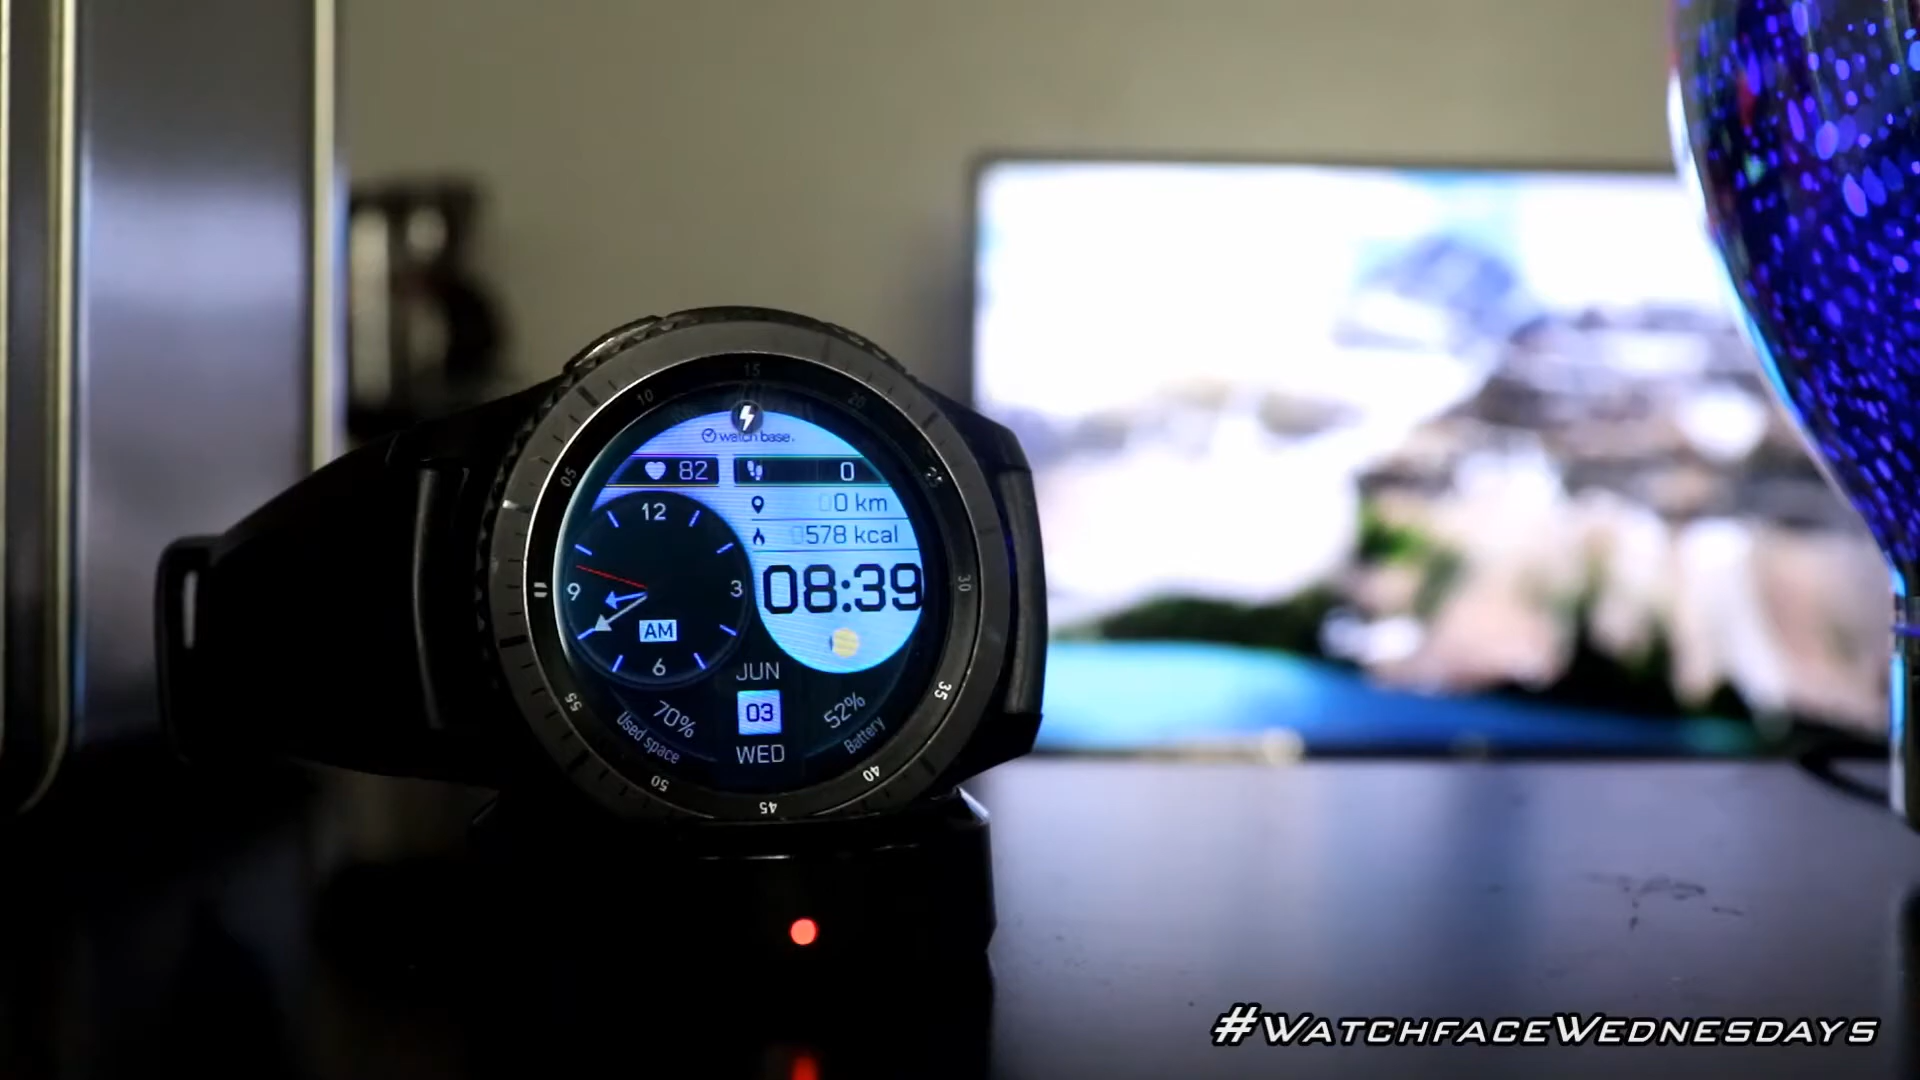 15
10
20
05
25
watch base.
82
0
0 km
578 kcal
12
3
9
6
AM
08:39
30
JUN
03
WED
70%
Used space
52%
Battery
55
35
50
40
45
#WatchfaceWednesdays